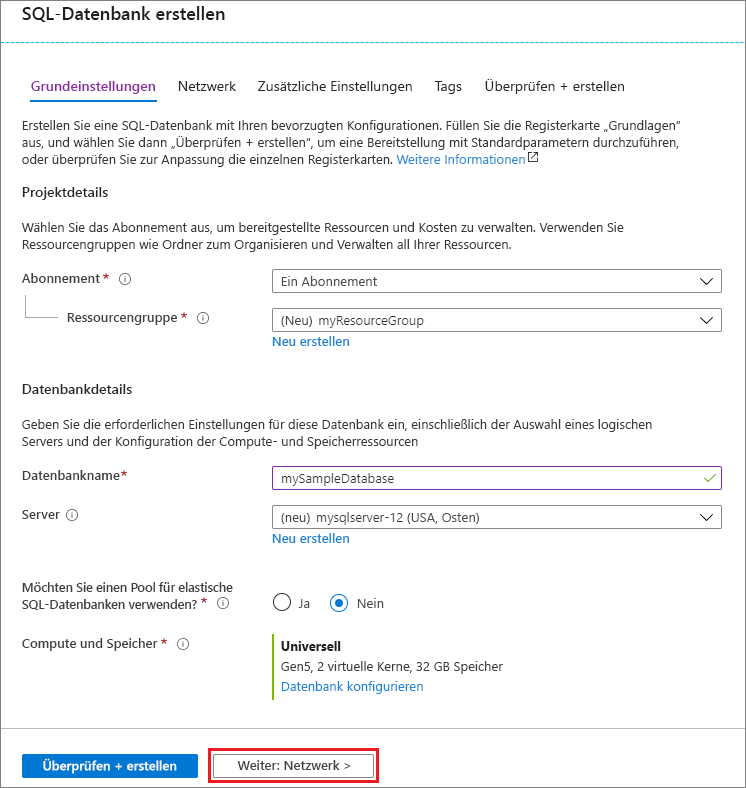 SQL-Datenbank erstellen
Grundeinstellungen Netzwerk Zusätzliche Einstellungen Tags Überprüfen + erstellen
Erstellen Sie eine SQL-Datenbank mit Ihren bevorzugten Konfigurationen. Füllen Sie die Registerkarte „Grundlagen“
aus, und wählen Sie dann „Überprüfen + erstellen“, um eine Bereitstellung mit Standardparametern durchzuführen,
oder überprüfen Sie zur Anpassung die einzelnen Registerkarten. Weitere Informationen
Projektdetails
Wählen Sie das Abonnement aus, um bereitgestellte Ressourcen und Kosten zu verwalten. Verwenden Sie
Ressourcengruppen wie Ordner zum Organisieren und Verwalten all Ihrer Ressourcen.
Abonnement * Ein Abonnement
Ressourcengruppe * (Neu) myResourceGroup
Neu erstellen
Datenbankdetails
Geben Sie die erforderlichen Einstellungen für diese Datenbank ein, einschließlich der Auswahl eines logischen
Servers und der Konfiguration der Compute- und Speicherressourcen
Datenbankname* mySampleDatabase
Server (neu) mysqlserver-12 (USA, Osten)
Neu erstellen
Möchten Sie einen Pool für elastische
SQL-Datenbanken verwenden? * Ja Nein
Compute und Speicher * Universell
Gen5, 2 virtuelle Kerne, 32 GB Speicher
Datenbank konfigurieren
Überprüfen + erstellen Weiter: Netzwerk >